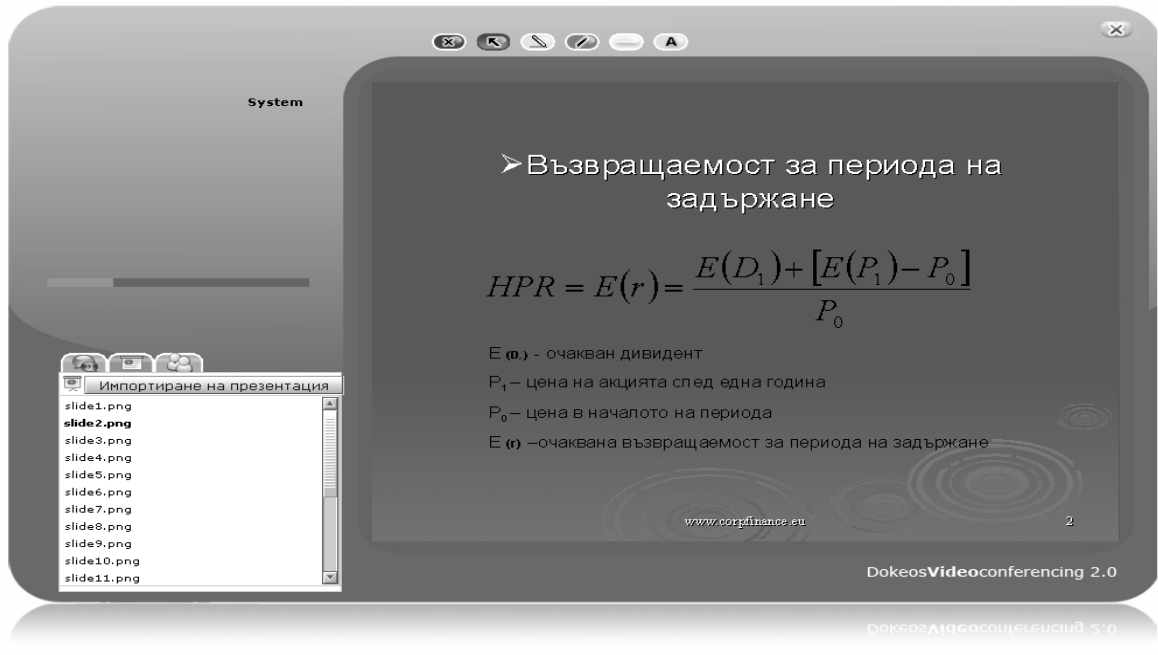 A
System
➢Възвращаемост за периода на
задържане
HPR = E(r) = (E(D₁) + [E(P₁) – P₀]) / P₀
E (D₁) - очакван дивидент
P₁ – цена на акцията след една година
P₀ – цена в началото на периода
E (r) –очаквана възвращаемост за периода на задържане
www.corpfinance.eu 2
Импортиране на презентация
slide1.png
slide2.png
slide3.png
slide4.png
slide5.png
slide6.png
slide7.png
slide8.png
slide9.png
slide10.png
slide11.png
DokeosVideoconferencing 2.0